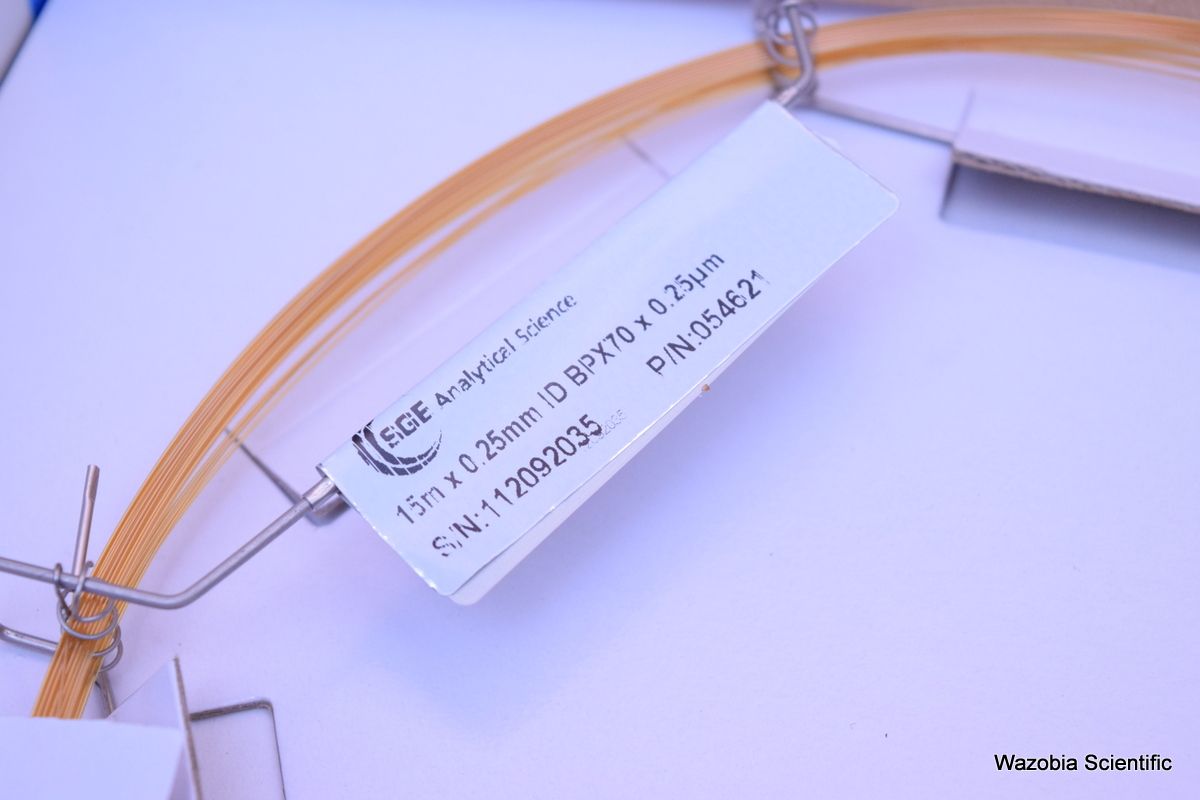 SGE Analytical Science
15m x 0.25mm ID BPX70 x 0.25µm
S/N:112092035
P/N:054621
Wazobia Scientific